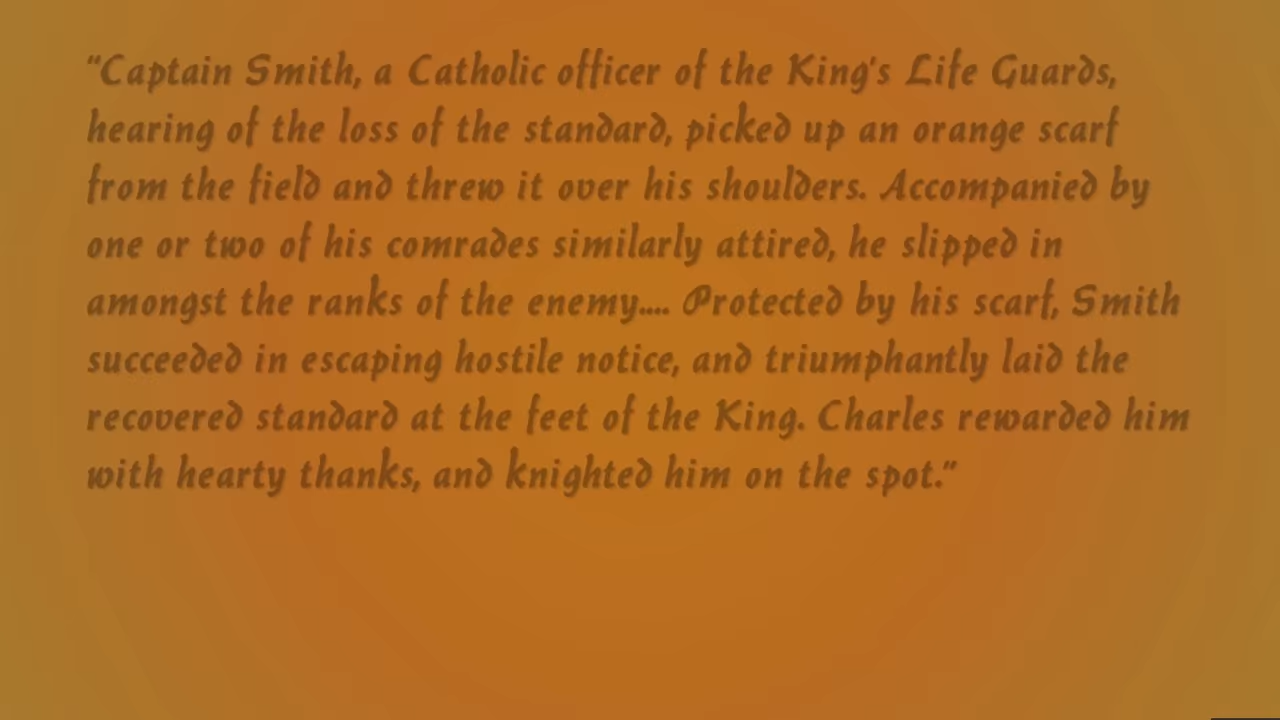 "Captain Smith, a Catholic officer of the King's Life Guards,
hearing of the loss of the standard, picked up an orange scarf
from the field and threw it over his shoulders. Accompanied by
one or two of his comrades similarly attired, he slipped in
amongst the ranks of the enemy.... Protected by his scarf, Smith
succeeded in escaping hostile notice, and triumphantly laid the
recovered standard at the feet of the King. Charles rewarded him
with hearty thanks, and knighted him on the spot."